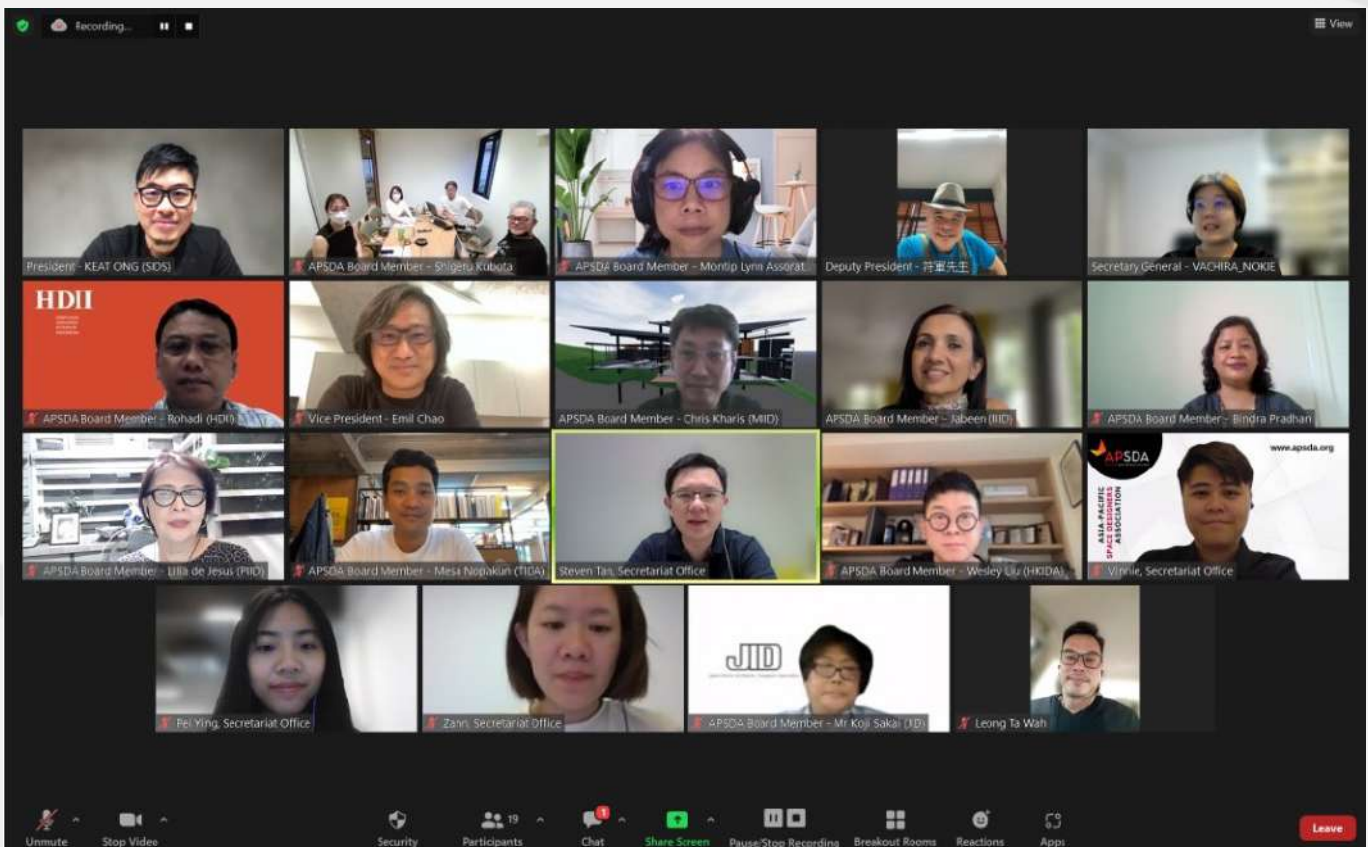 Recording...
View
President - KEAT ONG (SIDS)
APSDA Board Member - Shigeru Kubota
APSDA Board Member - Montip Lynn Assorat
Deputy President - 符軍先生
Secretary General - VACHIRA_NOKIE
HDII
APSDA Board Member - Rohadi (HDII)
Vice President - Emil Chao
APSDA Board Member - Chris Kharis (MIID)
APSDA Board Member - Jabeen (IIID)
APSDA Board Member - Bindra Pradhan
APSDA
www.apsda.org
ASIA-PACIFIC
SPACE DESIGNERS
ASSOCIATION
APSDA Board Member - Lilia de Jesus (PIID)
APSDA Board Member - Mesa Nopakun (TIDA)
Steven Tan, Secretariat Office
APSDA Board Member - Wesley Liu (HKIDA)
Vinnie, Secretariat Office
JID
Pei Ying, Secretariat Office
Zann, Secretariat Office
APSDA Board Member - Mr Koji Sakai (JID)
Leong Ta Wah
19
1
Unmute
Stop Video
Security
Participants
Chat
Share Screen
Pause/Stop Recording
Breakout Rooms
Reactions
Apps
Leave